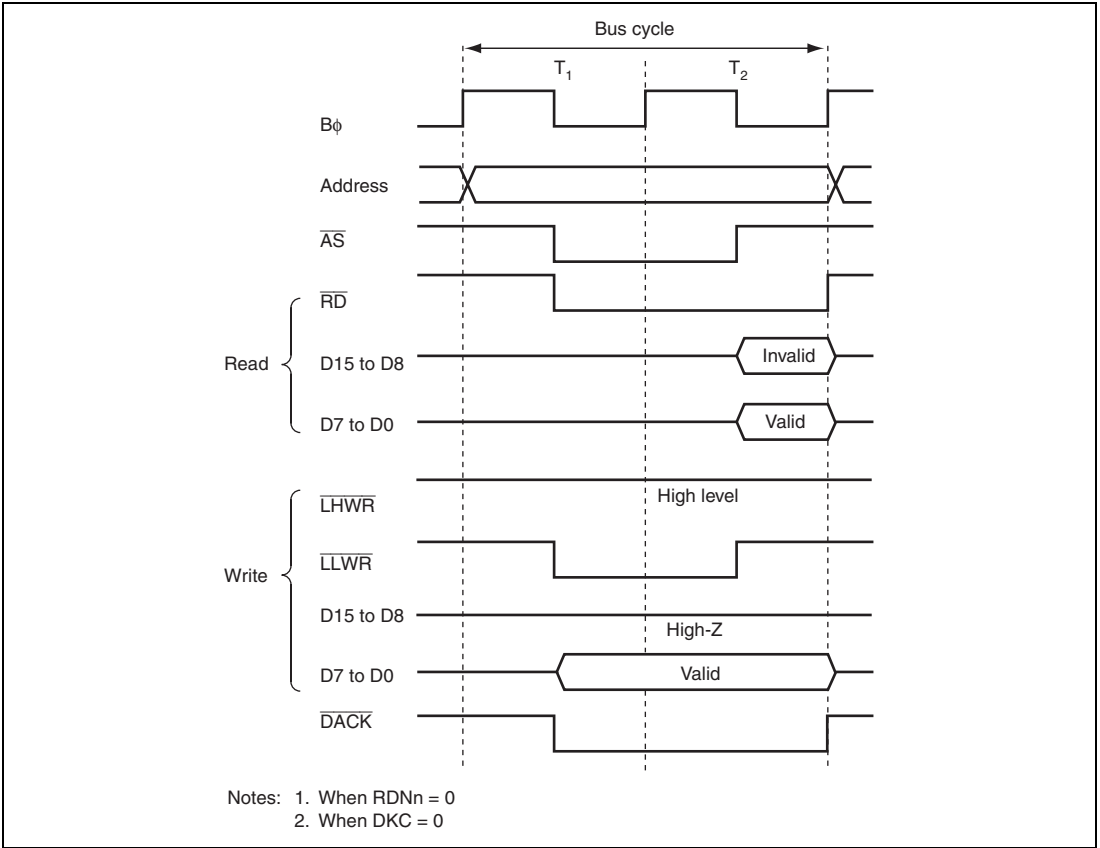 Bus cycle
T1 T2
Bϕ
Address
AS
RD
Read
D15 to D8 Invalid
D7 to D0 Valid
LHWR High level
LLWR
Write
D15 to D8 High-Z
D7 to D0 Valid
DACK
Notes: 1. When RDNn = 0
2. When DKC = 0